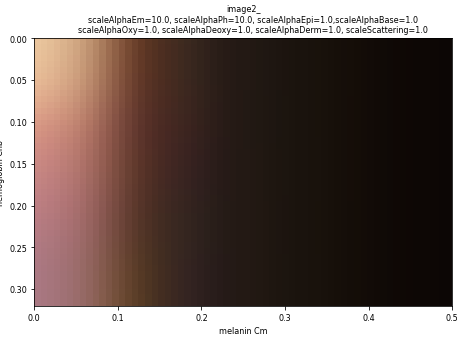 image2_
scaleAlphaEm=10.0, scaleAlphaPh=10.0, scaleAlphaEpi=1.0,scaleAlphaBase=1.0
scaleAlphaOxy=1.0, scaleAlphaDeoxy=1.0, scaleAlphaDerm=1.0, scaleScattering=1.0
0.00
0.05
0.10
0.15
0.20
0.25
0.30
0.0 0.1 0.2 0.3 0.4 0.5
melanin Cm